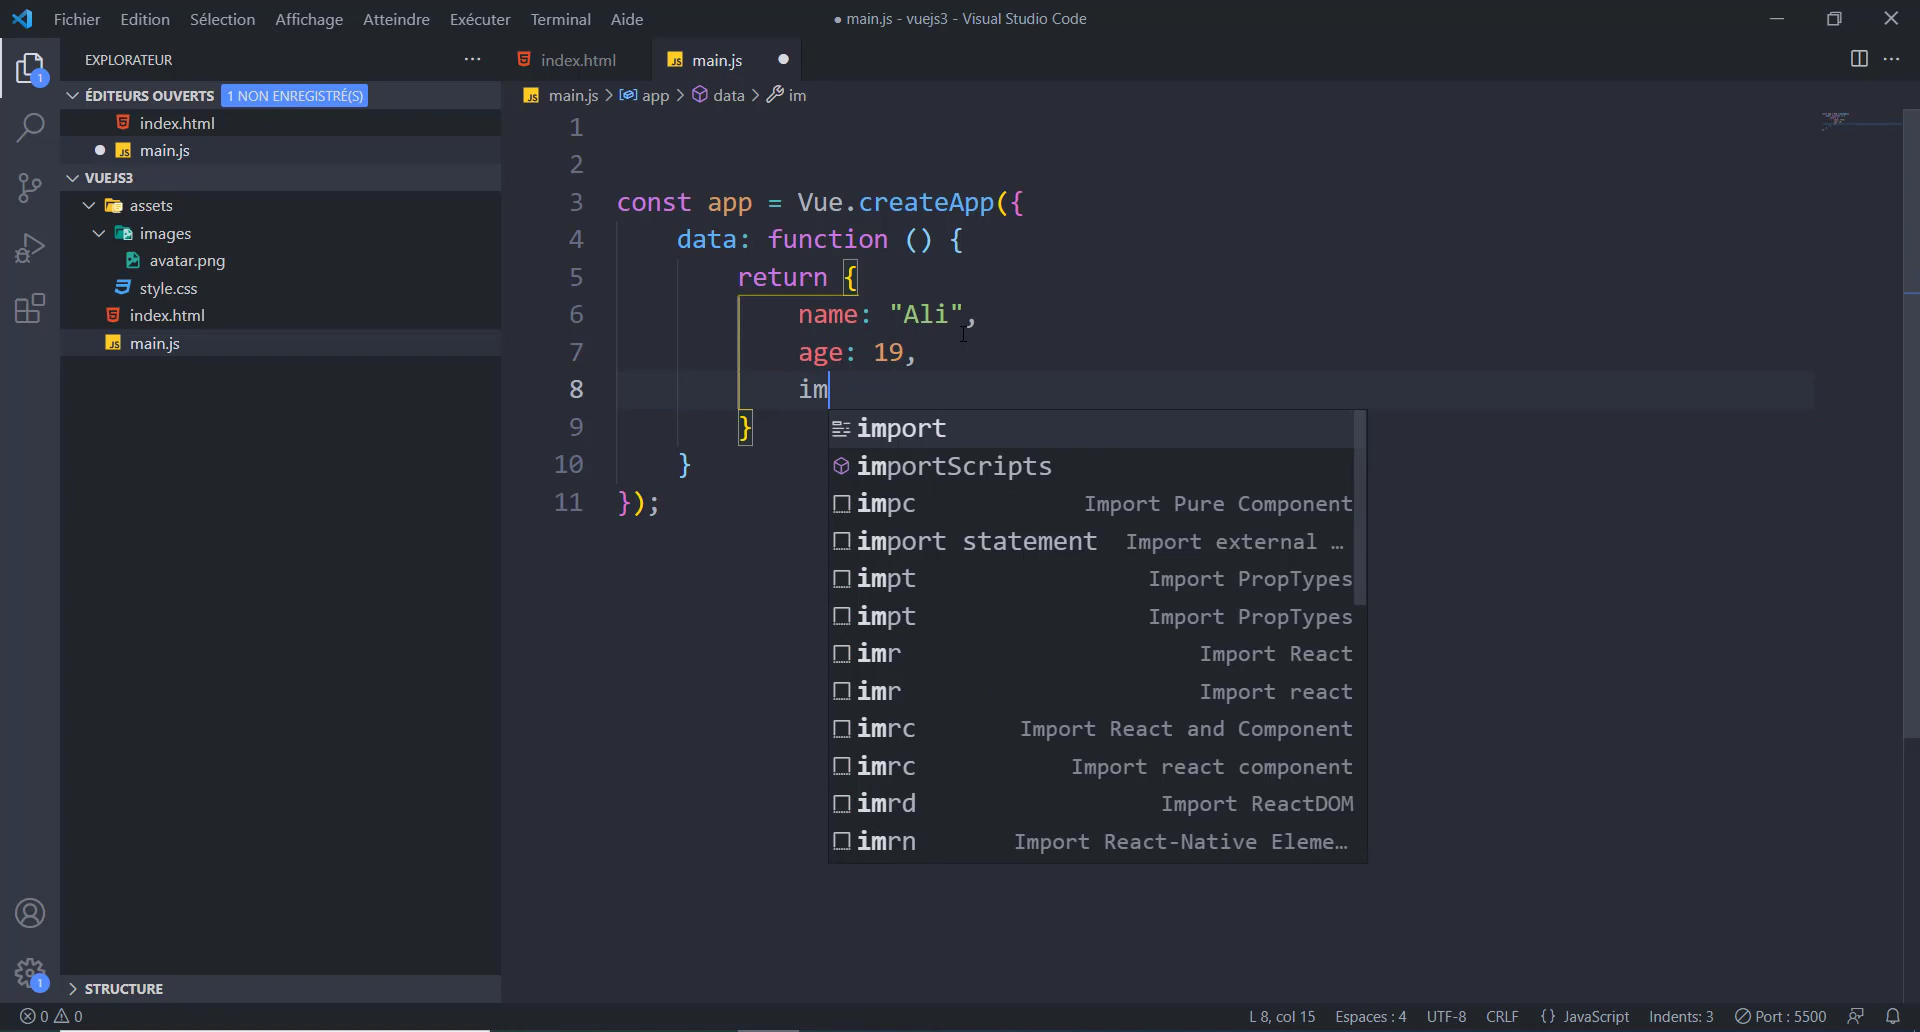 Fichier Edition Sélection Affichage Atteindre Exécuter Terminal Aide ● main.js - vuejs3 - Visual Studio Code
EXPLORATEUR
index.html
main.js
ÉDITEURS OUVERTS 1 NON ENREGISTRÉ(S)
index.html
main.js
VUEJS3
assets
images
avatar.png
style.css
index.html
main.js
STRUCTURE
main.js > app > data > im
1
2
3 const app = Vue.createApp({
4 data: function () {
5 return {
6 name: "Ali",
7 age: 19,
8 im
9 }
10 }
11 });
import
importScripts
impc Import Pure Component
import statement Import external …
impt Import PropTypes
impt Import PropTypes
imr Import React
imr Import react
imrc Import React and Component
imrc Import react component
imrd Import ReactDOM
imrn Import React-Native Eleme…
1
1
0 0 L 8, col 15 Espaces : 4 UTF-8 CRLF {} JavaScript Indents: 3 Port : 5500